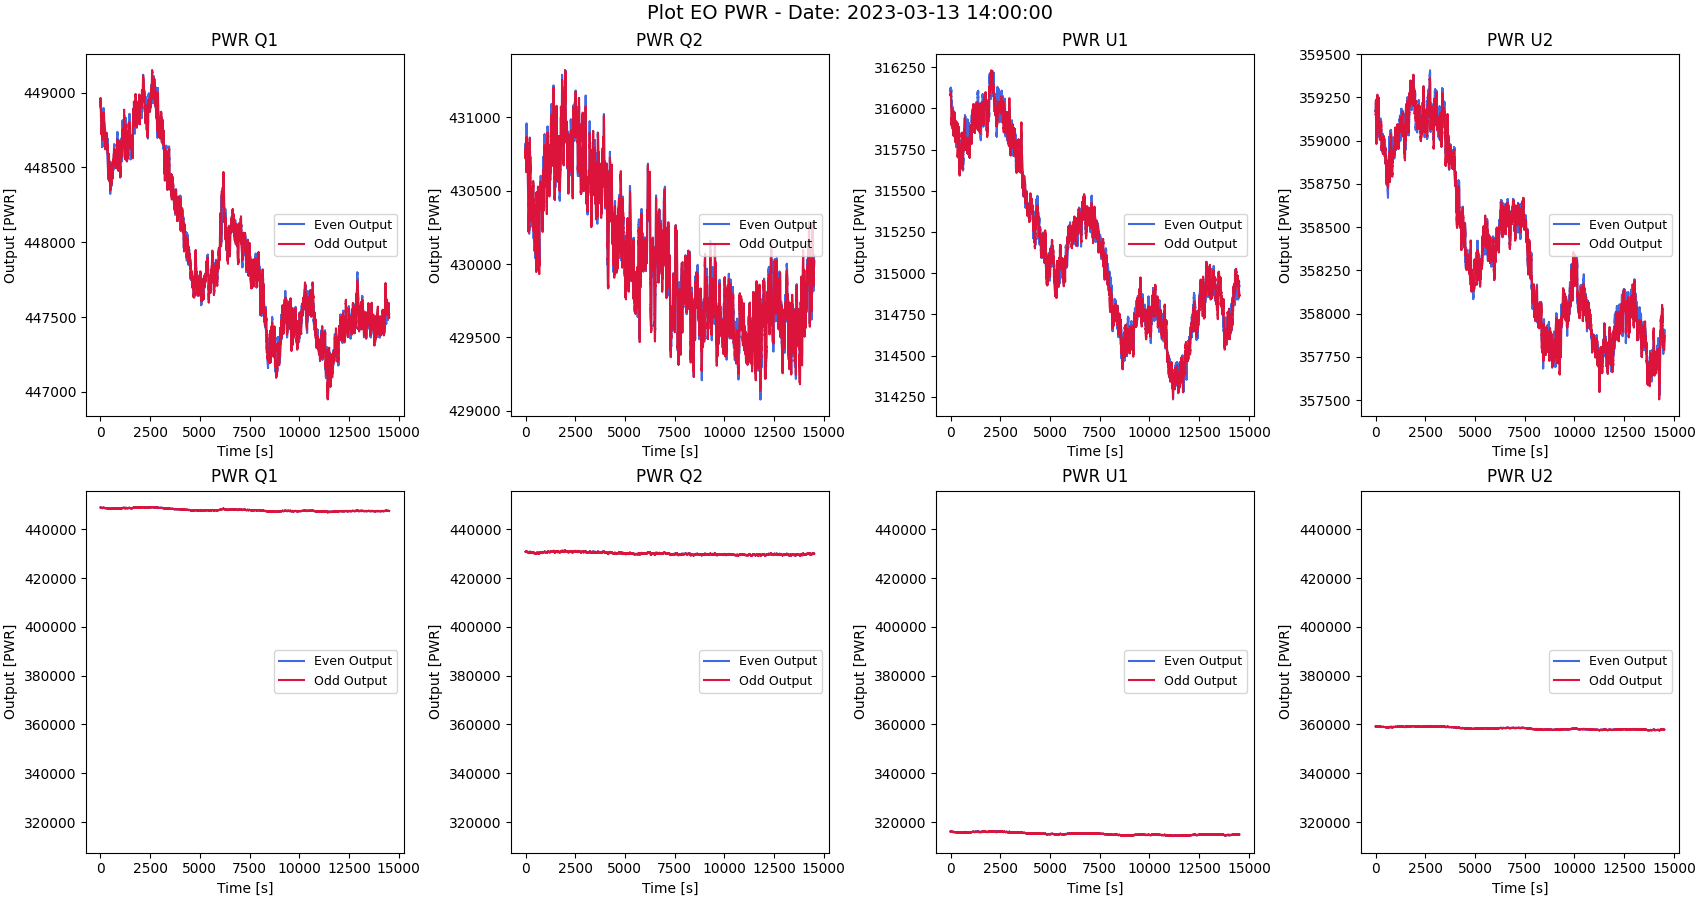 Plot EO PWR - Date: 2023-03-13 14:00:00
PWR Q1
Output [PWR]
449000
448500
448000
447500
447000
Even Output
Odd Output
0 2500 5000 7500 10000 12500 15000
Time [s]
PWR Q2
Output [PWR]
431000
430500
430000
429500
429000
Even Output
Odd Output
0 2500 5000 7500 10000 12500 15000
Time [s]
PWR U1
Output [PWR]
316250
316000
315750
315500
315250
315000
314750
314500
314250
Even Output
Odd Output
0 2500 5000 7500 10000 12500 15000
Time [s]
PWR U2
Output [PWR]
359500
359250
359000
358750
358500
358250
358000
357750
357500
Even Output
Odd Output
0 2500 5000 7500 10000 12500 15000
Time [s]
PWR Q1
Output [PWR]
440000
420000
400000
380000
360000
340000
320000
Even Output
Odd Output
0 2500 5000 7500 10000 12500 15000
Time [s]
PWR Q2
Output [PWR]
440000
420000
400000
380000
360000
340000
320000
Even Output
Odd Output
0 2500 5000 7500 10000 12500 15000
Time [s]
PWR U1
Output [PWR]
440000
420000
400000
380000
360000
340000
320000
Even Output
Odd Output
0 2500 5000 7500 10000 12500 15000
Time [s]
PWR U2
Output [PWR]
440000
420000
400000
380000
360000
340000
320000
Even Output
Odd Output
0 2500 5000 7500 10000 12500 15000
Time [s]